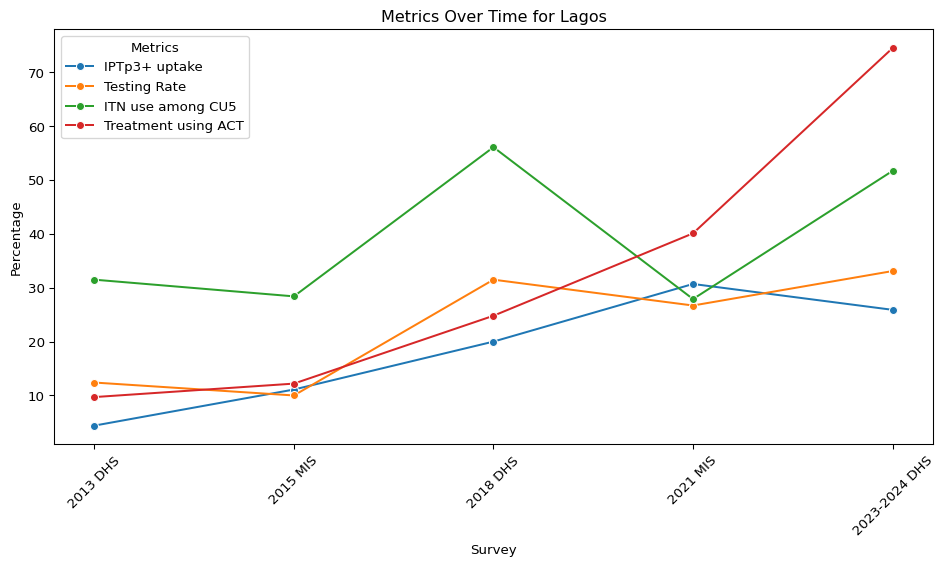 Metrics Over Time for Lagos
Metrics
IPTp3+ uptake
Testing Rate
ITN use among CU5
Treatment using ACT
Percentage
70
60
50
40
30
20
10
2013 DHS
2015 MIS
2018 DHS
2021 MIS
2023-2024 DHS
Survey